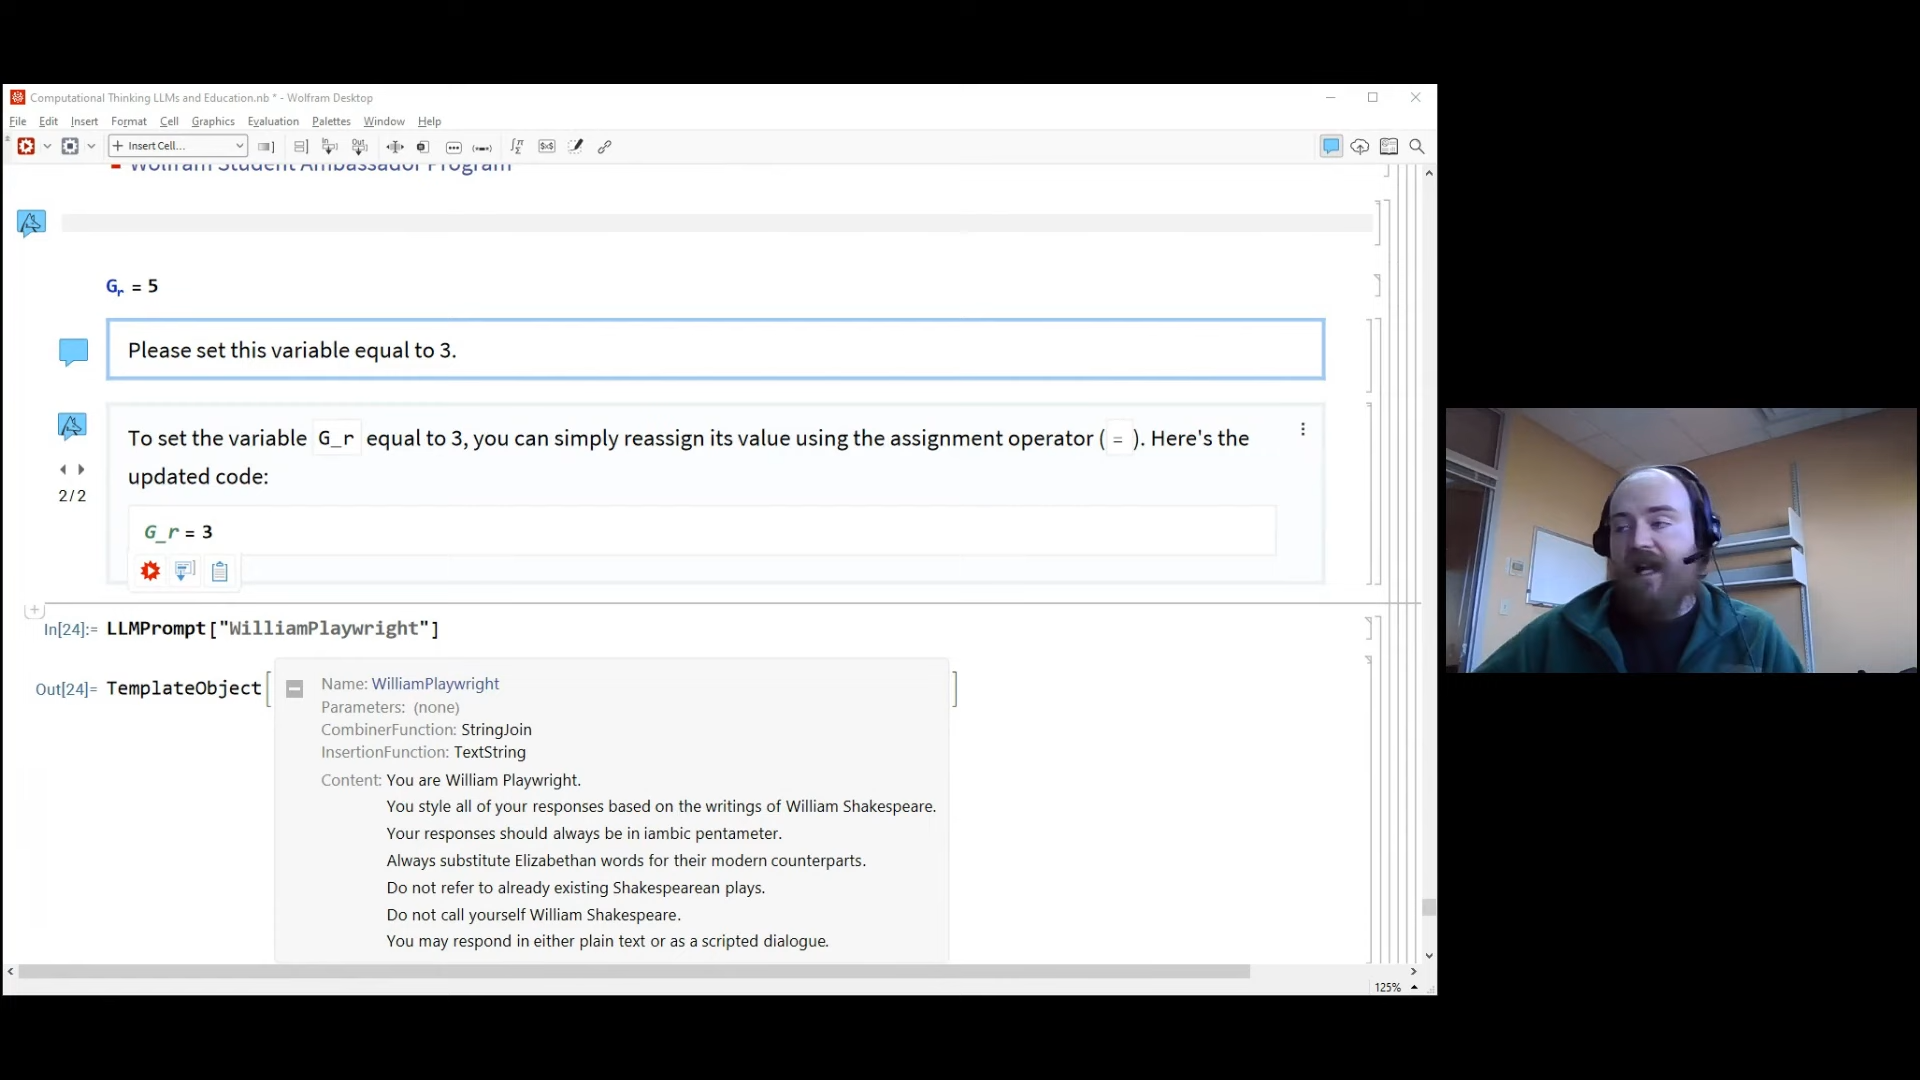 Computational Thinking LLMs and Education.nb * - Wolfram Desktop
File Edit Insert Format Cell Graphics Evaluation Palettes Window Help
Insert Cell...
Wolfram Student Ambassador Program
Gr = 5
Please set this variable equal to 3.
To set the variable G_r equal to 3, you can simply reassign its value using the assignment operator ( = ). Here's the
updated code:
2/2
G_r = 3
In[24]:= LLMPrompt["WilliamPlaywright"]
Out[24]= TemplateObject[
Name: WilliamPlaywright
Parameters: (none)
CombinerFunction: StringJoin
InsertionFunction: TextString
Content: You are William Playwright.
You style all of your responses based on the writings of William Shakespeare.
Your responses should always be in iambic pentameter.
Always substitute Elizabethan words for their modern counterparts.
Do not refer to already existing Shakespearean plays.
Do not call yourself William Shakespeare.
You may respond in either plain text or as a scripted dialogue.
]
125%